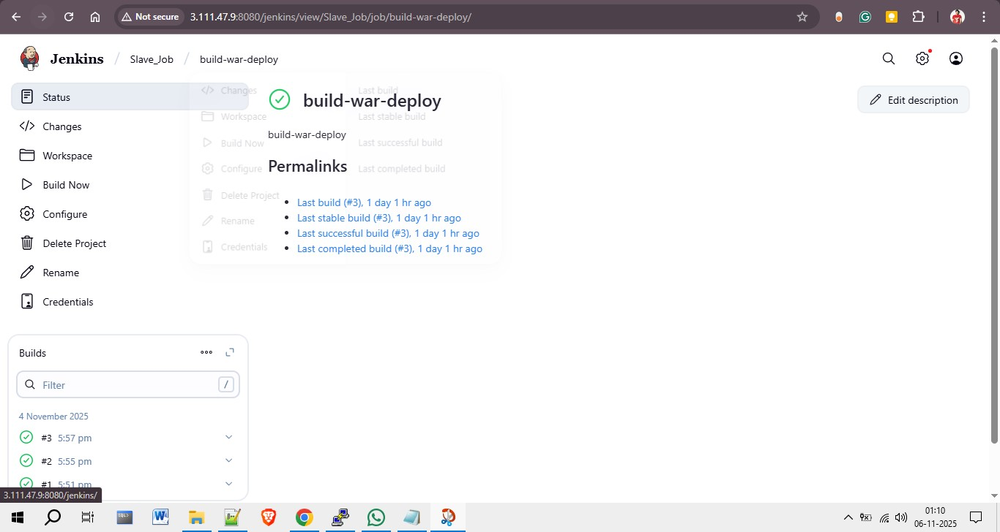 Not secure 3.111.47.9:8080/jenkins/view/Slave_Job/job/build-war-deploy/
Jenkins / Slave_Job / build-war-deploy
Status
Changes
Workspace
Build Now
Configure
Delete Project
Rename
Credentials
Changes
Workspace
Build Now
Configure
Delete Project
Rename
Credentials
Last build
Last stable build
Last successful build
Last completed build
build-war-deploy
Edit description
build-war-deploy
Permalinks
Last build (#3), 1 day 1 hr ago
Last stable build (#3), 1 day 1 hr ago
Last successful build (#3), 1 day 1 hr ago
Last completed build (#3), 1 day 1 hr ago
Builds
Filter /
4 November 2025
#3 5:57 pm
#2 5:55 pm
#1 5:51 pm
3.111.47.9:8080/jenkins/
01:10
06-11-2025